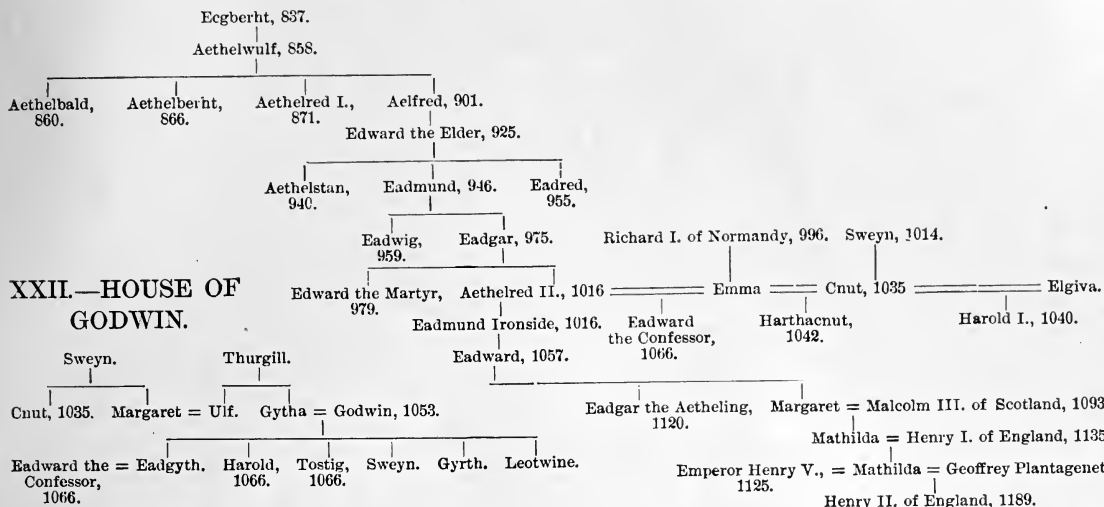 Ecgberht, 837.
Aethelwulf, 858.
Aethelbald, Aethelberht, Aethelred I., Aelfred, 901.
860. 866. 871.
Edward the Elder, 925.
Aethelstan, Eadmund, 946. Eadred,
940. 955.
Eadwig, Eadgar, 975. Richard I. of Normandy, 996. Sweyn, 1014.
959.
XXII.—HOUSE OF
GODWIN.
Edward the Martyr, Aethelred II., 1016 = Emma = Cnut, 1035 = Elgiva.
979.
Eadmund Ironside, 1016. Eadward Harthacnut, Harold I., 1040.
the Confessor, 1042.
1066.
Eadward, 1057.
Sweyn. Thurgill.
Cnut, 1035. Margaret = Ulf. Gytha = Godwin, 1053.
Eadgar the Aetheling, Margaret = Malcolm III. of Scotland, 1093
1120.
Mathilda = Henry I. of England, 1135
Eadward the = Eadgyth. Harold, Tostig, Sweyn. Gyrth. Leotwine.
Confessor, 1066. 1066.
1066.
Emperor Henry V., = Mathilda = Geoffrey Plantagenet
1125.
Henry II. of England, 1189.